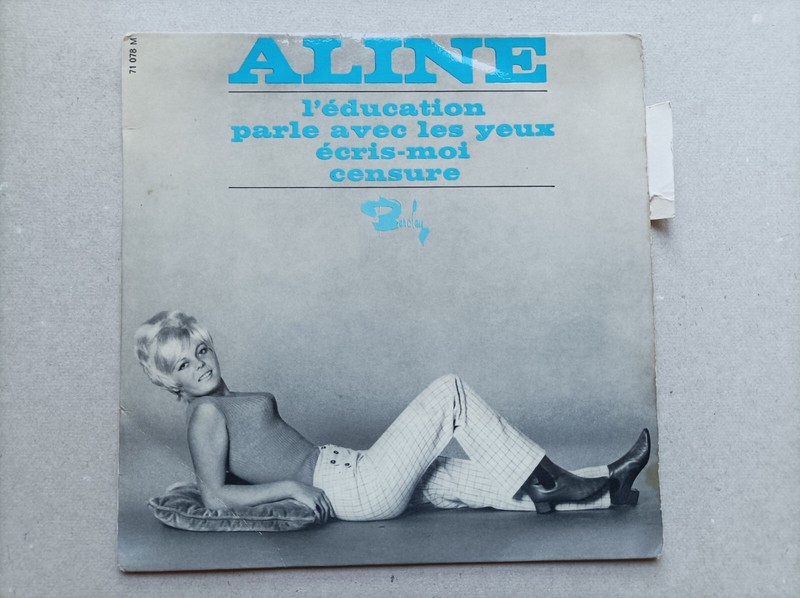 71 078 M
ALINE
l'éducation
parle avec les yeux
écris-moi
censure
Barclay